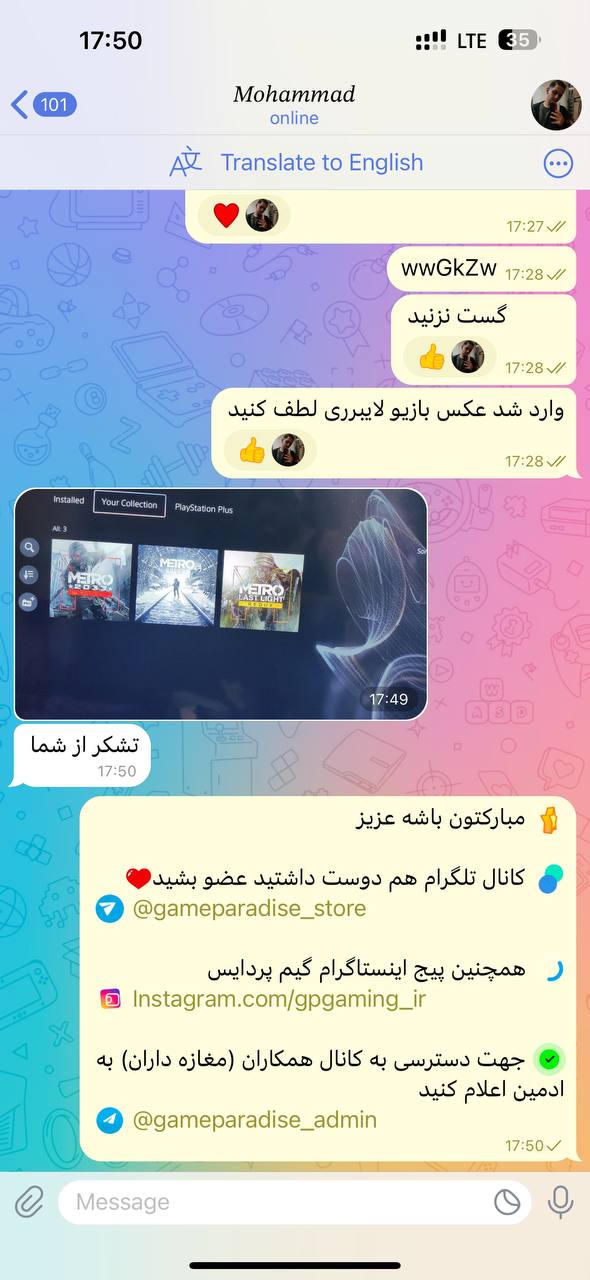 17:50
LTE
35
101
Mohammad
online
Translate to English
17:27
wwGkZw
17:28
گست نزنید
17:28
وارد شد عکس بازیو لایبرری لطف کنید
17:28
Installed
Your Collection
PlayStation Plus
All: 3
METRO
METRO
METRO
LAST LIGHT
REDUX
17:49
تشکر از شما
17:50
مبارکتون باشه عزیز
کانال تلگرام هم دوست داشتید عضو بشید
@gameparadise_store
همچنین پیج اینستاگرام گیم پردایس
Instagram.com/gpgaming_ir
جهت دسترسی به کانال همکاران (مغازه داران) به
ادمین اعلام کنید
@gameparadise_admin
17:50
Message